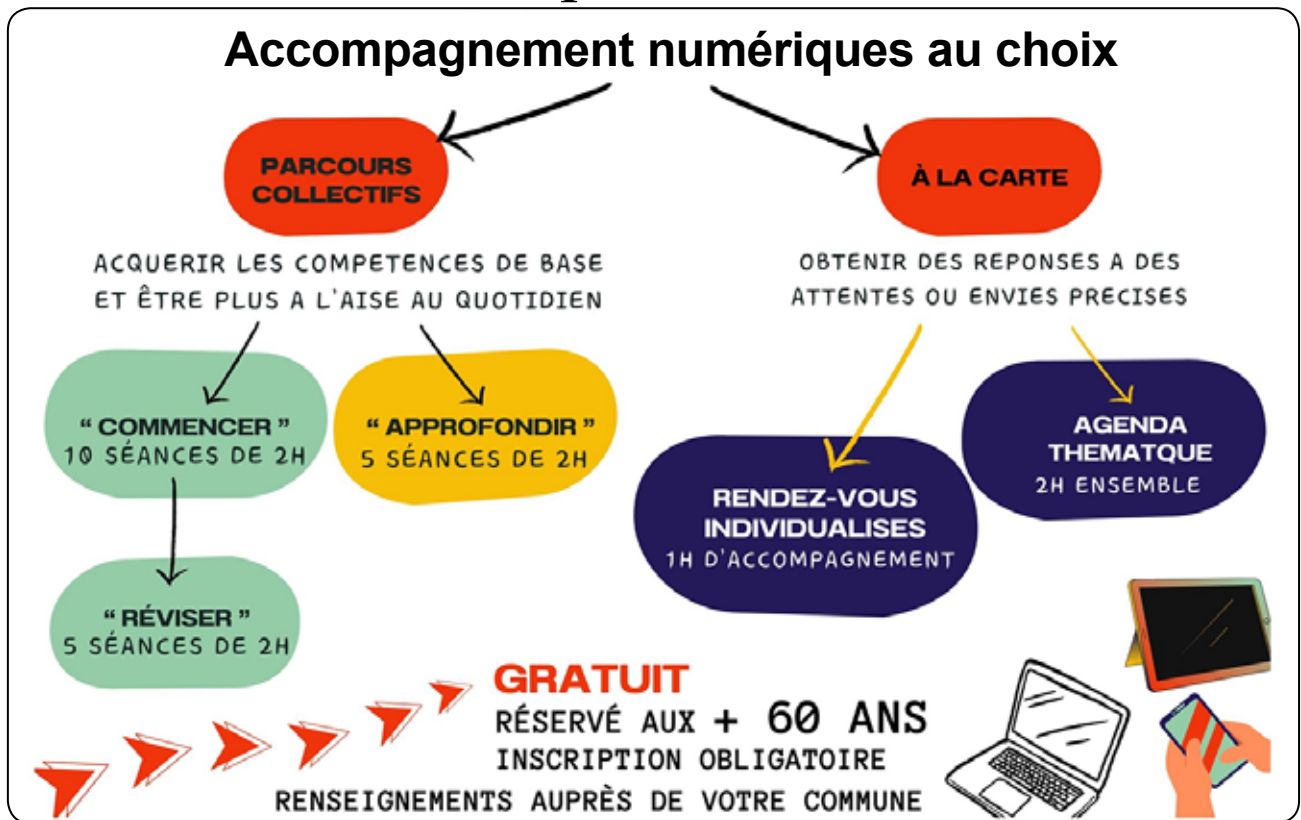 Accompagnement numériques au choix
PARCOURS
COLLECTIFS
ACQUERIR LES COMPETENCES DE BASE
ET ÊTRE PLUS A L'AISE AU QUOTIDIEN
“ COMMENCER ”
10 SÉANCES DE 2H
“ APPROFONDIR ”
5 SÉANCES DE 2H
“ RÉVISER ”
5 SÉANCES DE 2H
À LA CARTE
OBTENIR DES REPONSES A DES
ATTENTES OU ENVIES PRECISES
RENDEZ-VOUS
INDIVIDUALISES
1H D'ACCOMPAGNEMENT
AGENDA
THEMATQUE
2H ENSEMBLE
GRATUIT
RÉSERVÉ AUX + 60 ANS
INSCRIPTION OBLIGATOIRE
RENSEIGNEMENTS AUPRÈS DE VOTRE COMMUNE